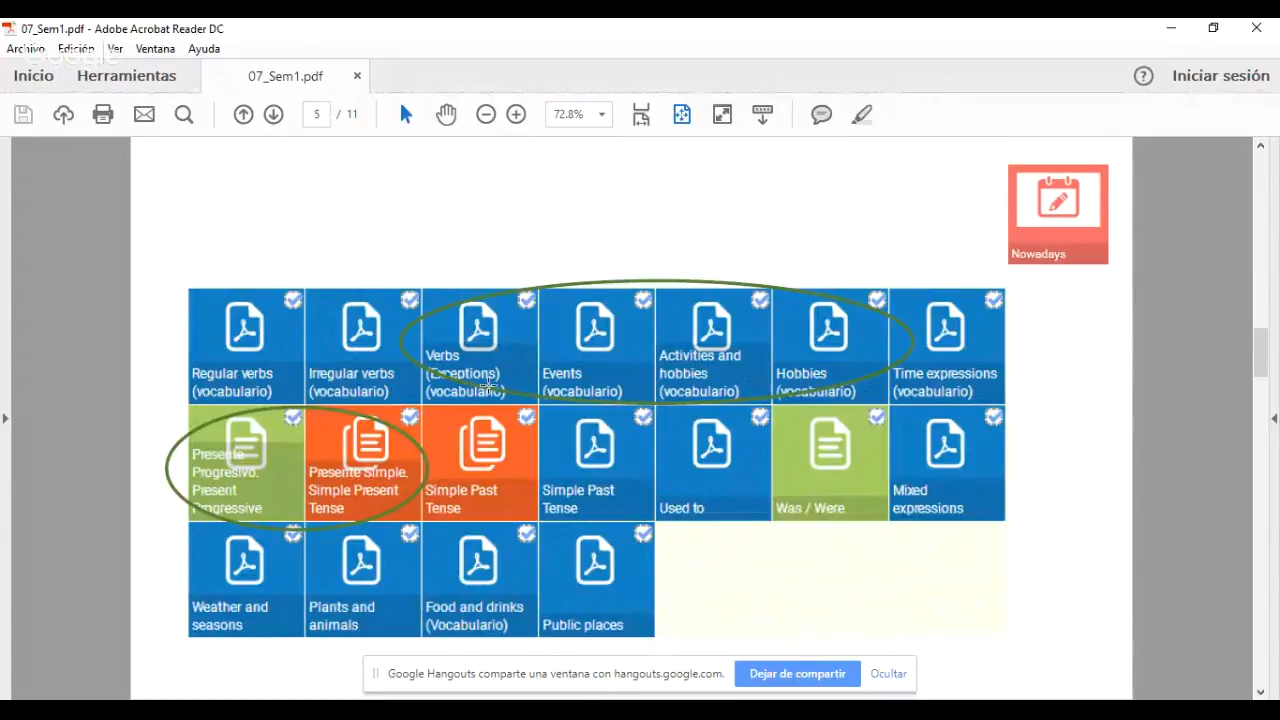 07_Sem1.pdf - Adobe Acrobat Reader DC
Archivo Edición Ver Ventana Ayuda
Google
Inicio Herramientas 07_Sem1.pdf × ? Iniciar sesión
5 / 11 72.8%
Nowadays
Regular verbs
(vocabulario)
Irregular verbs
(vocabulario)
Verbs
(Exceptions)
(vocabulario)
Events
(vocabulario)
Activities and
hobbies
(vocabulario)
Hobbies
(vocabulario)
Time expressions
(vocabulario)
Presente
Progresivo.
Present
Progressive
Presente Simple.
Simple Present
Tense
Simple Past
Tense
Simple Past
Tense
Used to
Was / Were
Mixed
expressions
Weather and
seasons
Plants and
animals
Food and drinks
(Vocabulario)
Public places
Google Hangouts comparte una ventana con hangouts.google.com. Dejar de compartir Ocultar